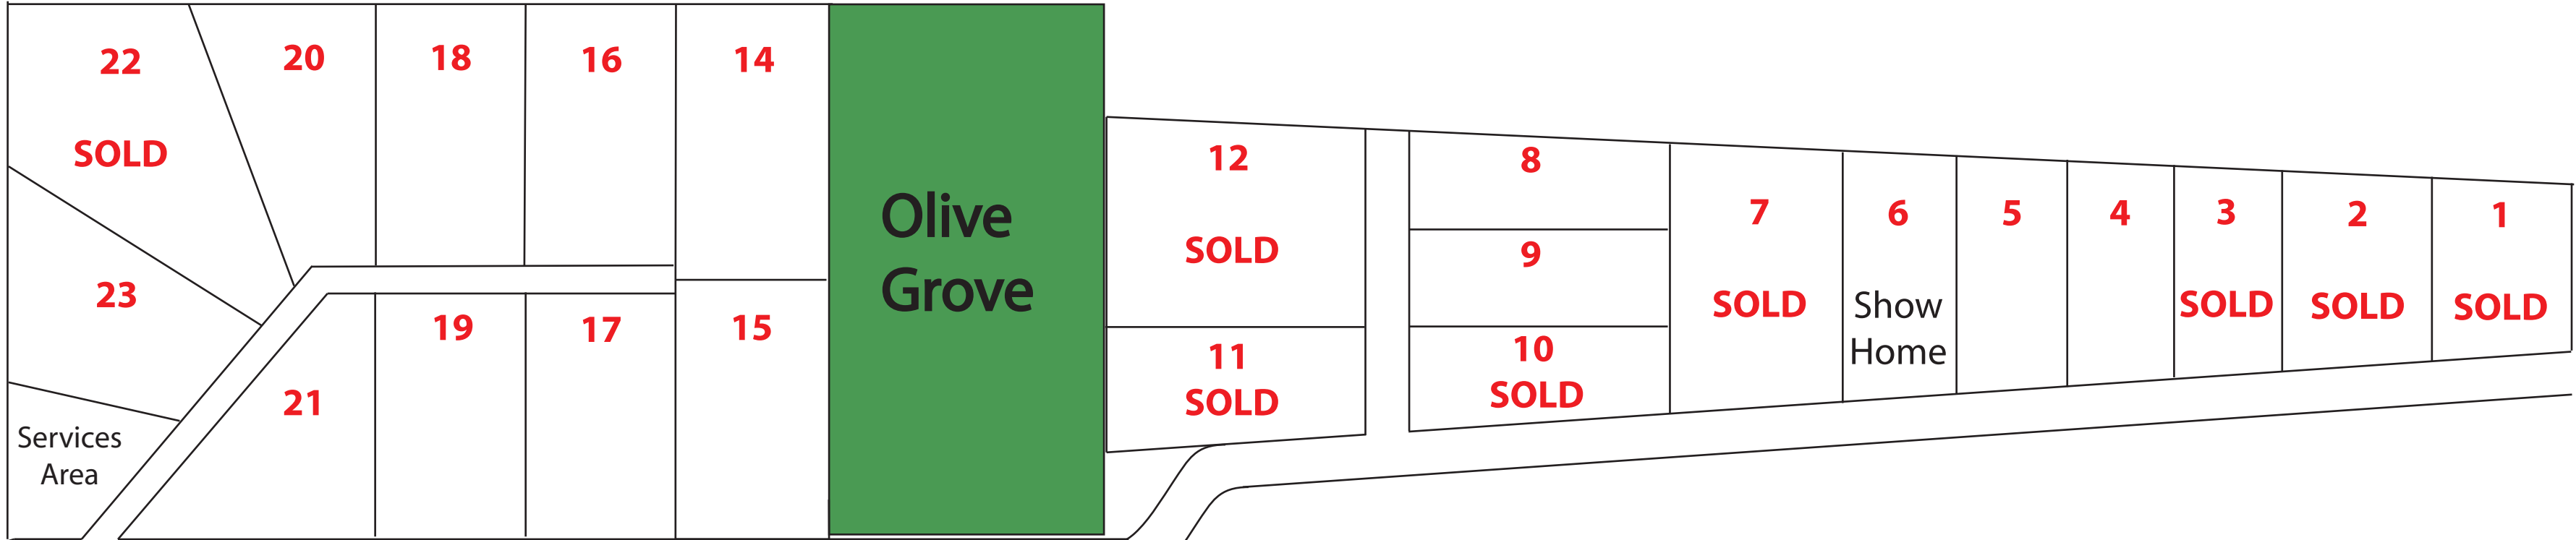 22
SOLD
20
18
16
14
23
Services
Area
21
19
17
15
Olive
Grove
12
SOLD
11
SOLD
8
9
10
SOLD
7
SOLD
6
Show
Home
5
4
3
SOLD
2
SOLD
1
SOLD